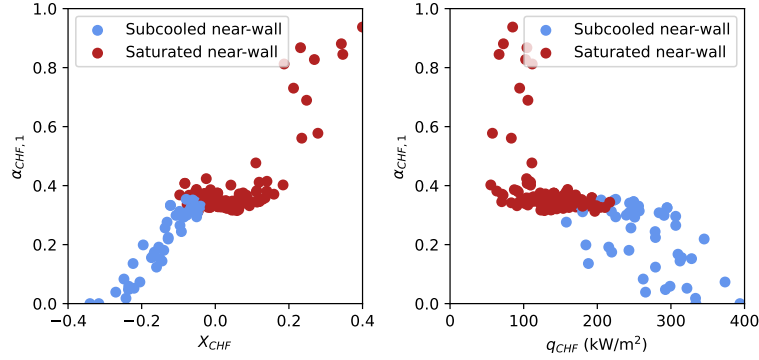 1.0
0.8
0.6
0.4
0.2
0.0
α_CHF,1
−0.4 −0.2 0.0 0.2 0.4
X_CHF
Subcooled near-wall
Saturated near-wall
1.0
0.8
0.6
0.4
0.2
0.0
α_CHF,1
0 100 200 300 400
q_CHF (kW/m²)
Subcooled near-wall
Saturated near-wall